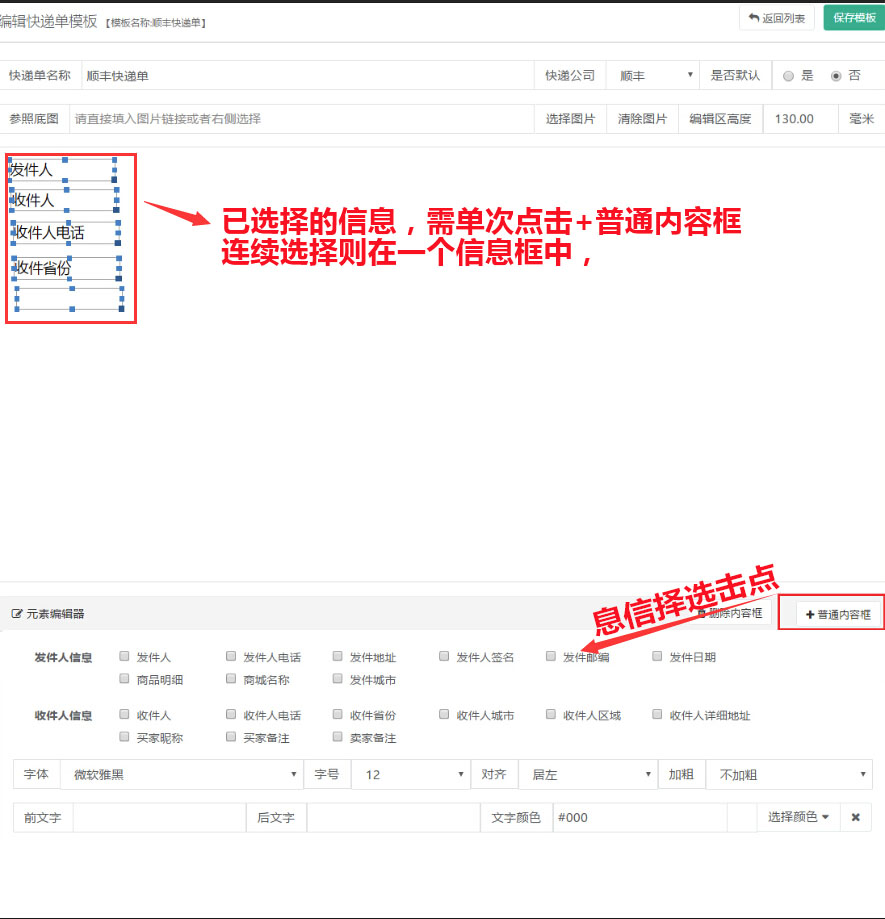 编辑快递单模板 【模板名称:顺丰快递单】 返回列表 保存模板
快递单名称 顺丰快递单 快递公司 顺丰 是否默认 是 否
参照底图 请直接填入图片链接或者右侧选择 选择图片 清除图片 编辑区高度 130.00 毫米
发件人
收件人
收件人电话
收件省份
已选择的信息，需单次点击+普通内容框
连续选择则在一个信息框中，
息信择选击点
元素编辑器 删除内容框 普通内容框
发件人信息 发件人 发件人电话 发件地址 发件人签名 发件邮编 发件日期
商品明细 商城名称 发件城市
收件人信息 收件人 收件人电话 收件省份 收件人城市 收件人区域 收件人详细地址
买家昵称 买家备注 卖家备注
字体 微软雅黑 字号 12 对齐 居左 加粗 不加粗
前文字 后文字 文字颜色 #000 选择颜色